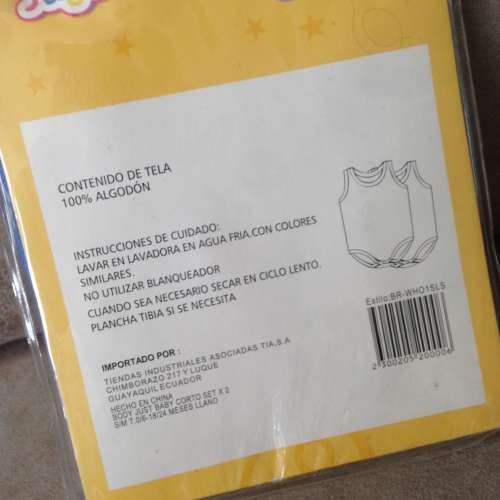 CONTENIDO DE TELA
100% ALGODÓN
INSTRUCCIONES DE CUIDADO:
LAVAR EN LAVADORA EN AGUA FRIA.CON COLORES
SIMILARES.
NO UTILIZAR BLANQUEADOR
CUANDO SEA NECESARIO SECAR EN CICLO LENTO.
PLANCHA TIBIA SI SE NECESITA
Estilo BR-WHO1SLS
2300205200006
IMPORTADO POR :
TIENDAS INDUSTRIALES ASOCIADAS TIA,S.A
CHIMBORAZO 217 Y LUQUE
GUAYAQUIL ECUADOR
HECHO EN CHINA
BODY JUST BABY CORTO SET X 2
S/M 7.0/6-18/24 MESES LLANO